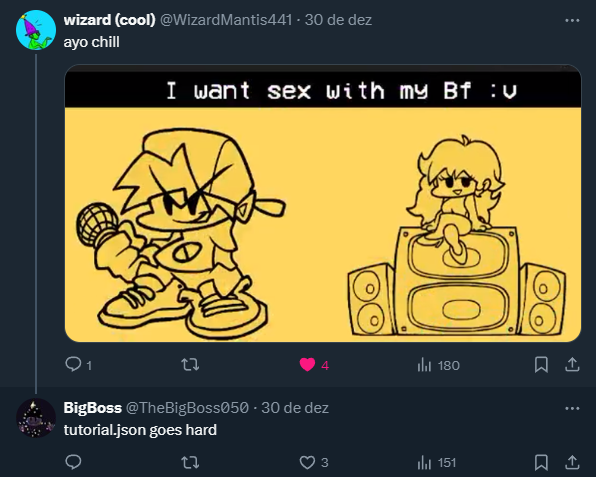 wizard (cool) @WizardMantis441 · 30 de dez
ayo chill
I want sex with my Bf :v
1 4 180
BigBoss @TheBigBoss050 · 30 de dez
tutorial.json goes hard
3 151